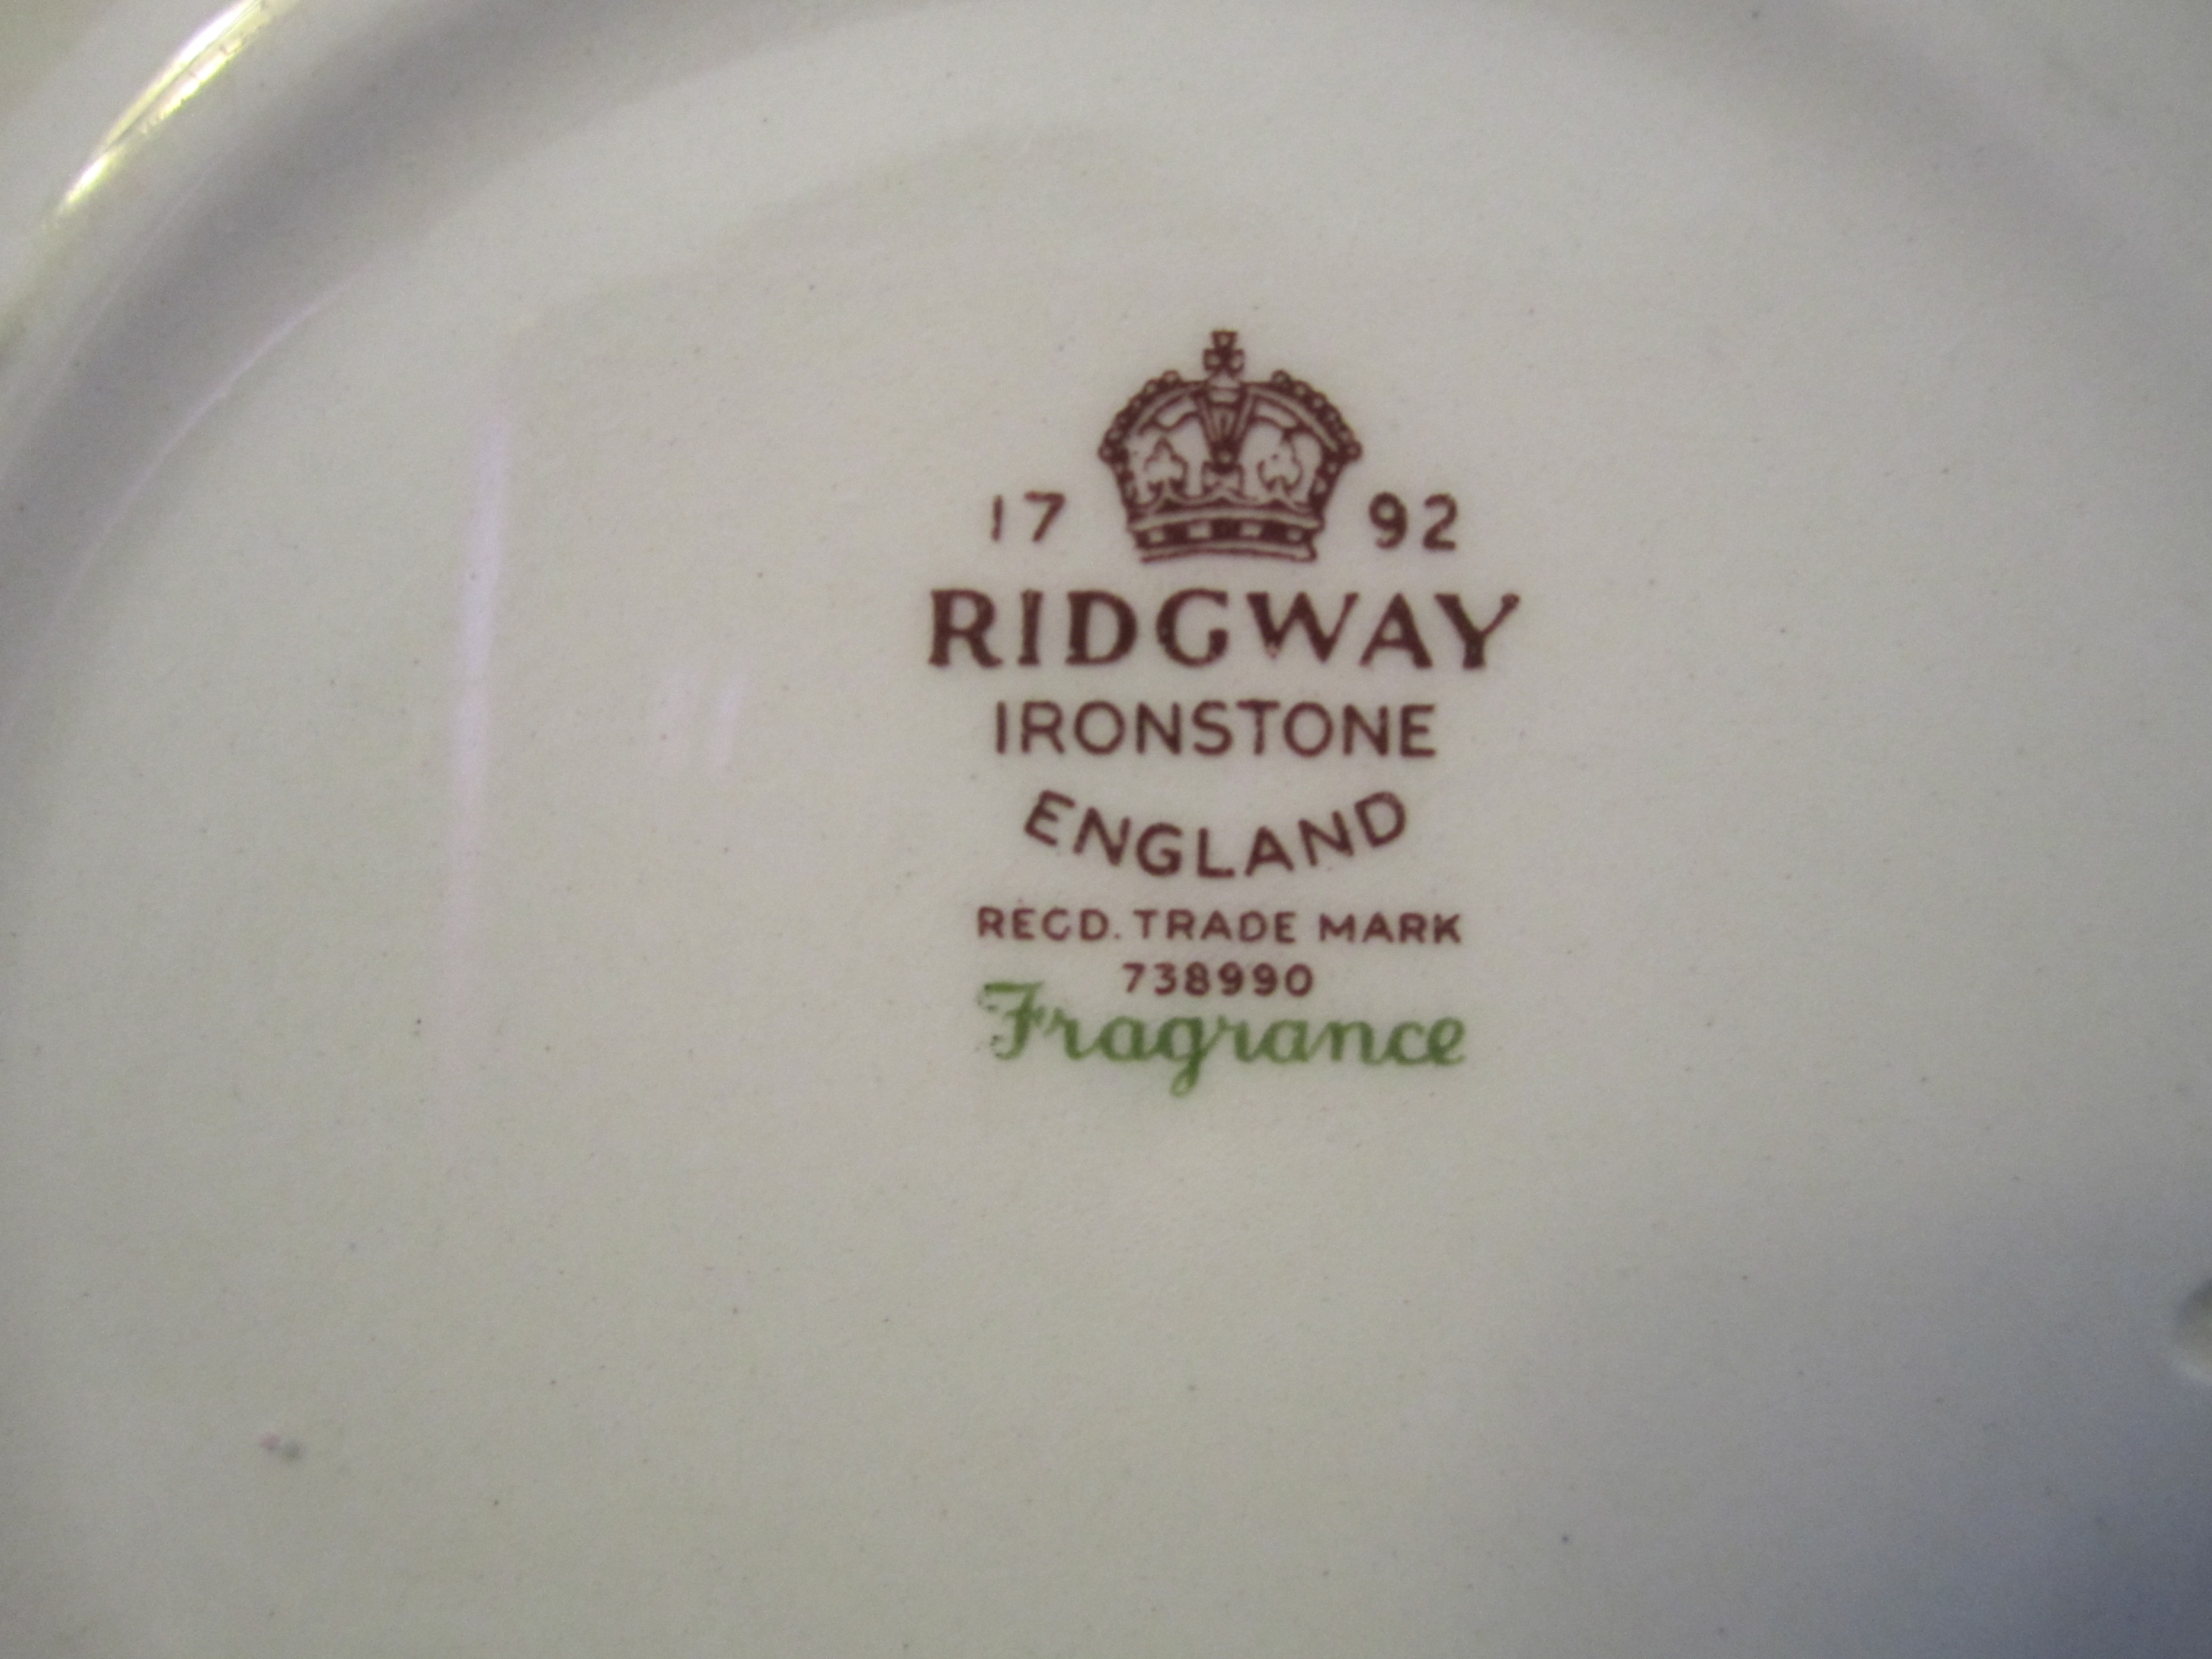 17 92
RIDGWAY
IRONSTONE
ENGLAND
REGD. TRADE MARK
738990
Fragrance